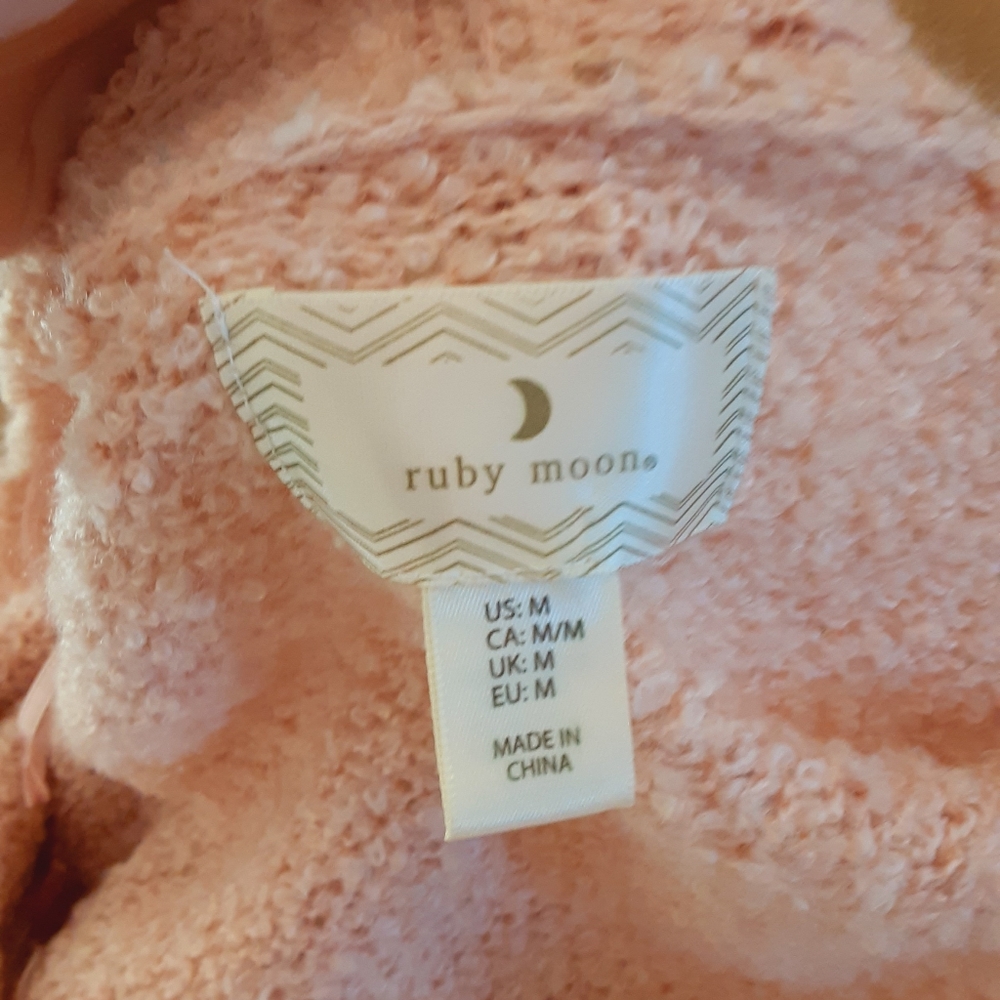 ruby moon®
US: M
CA: M/M
UK: M
EU: M
MADE IN
CHINA